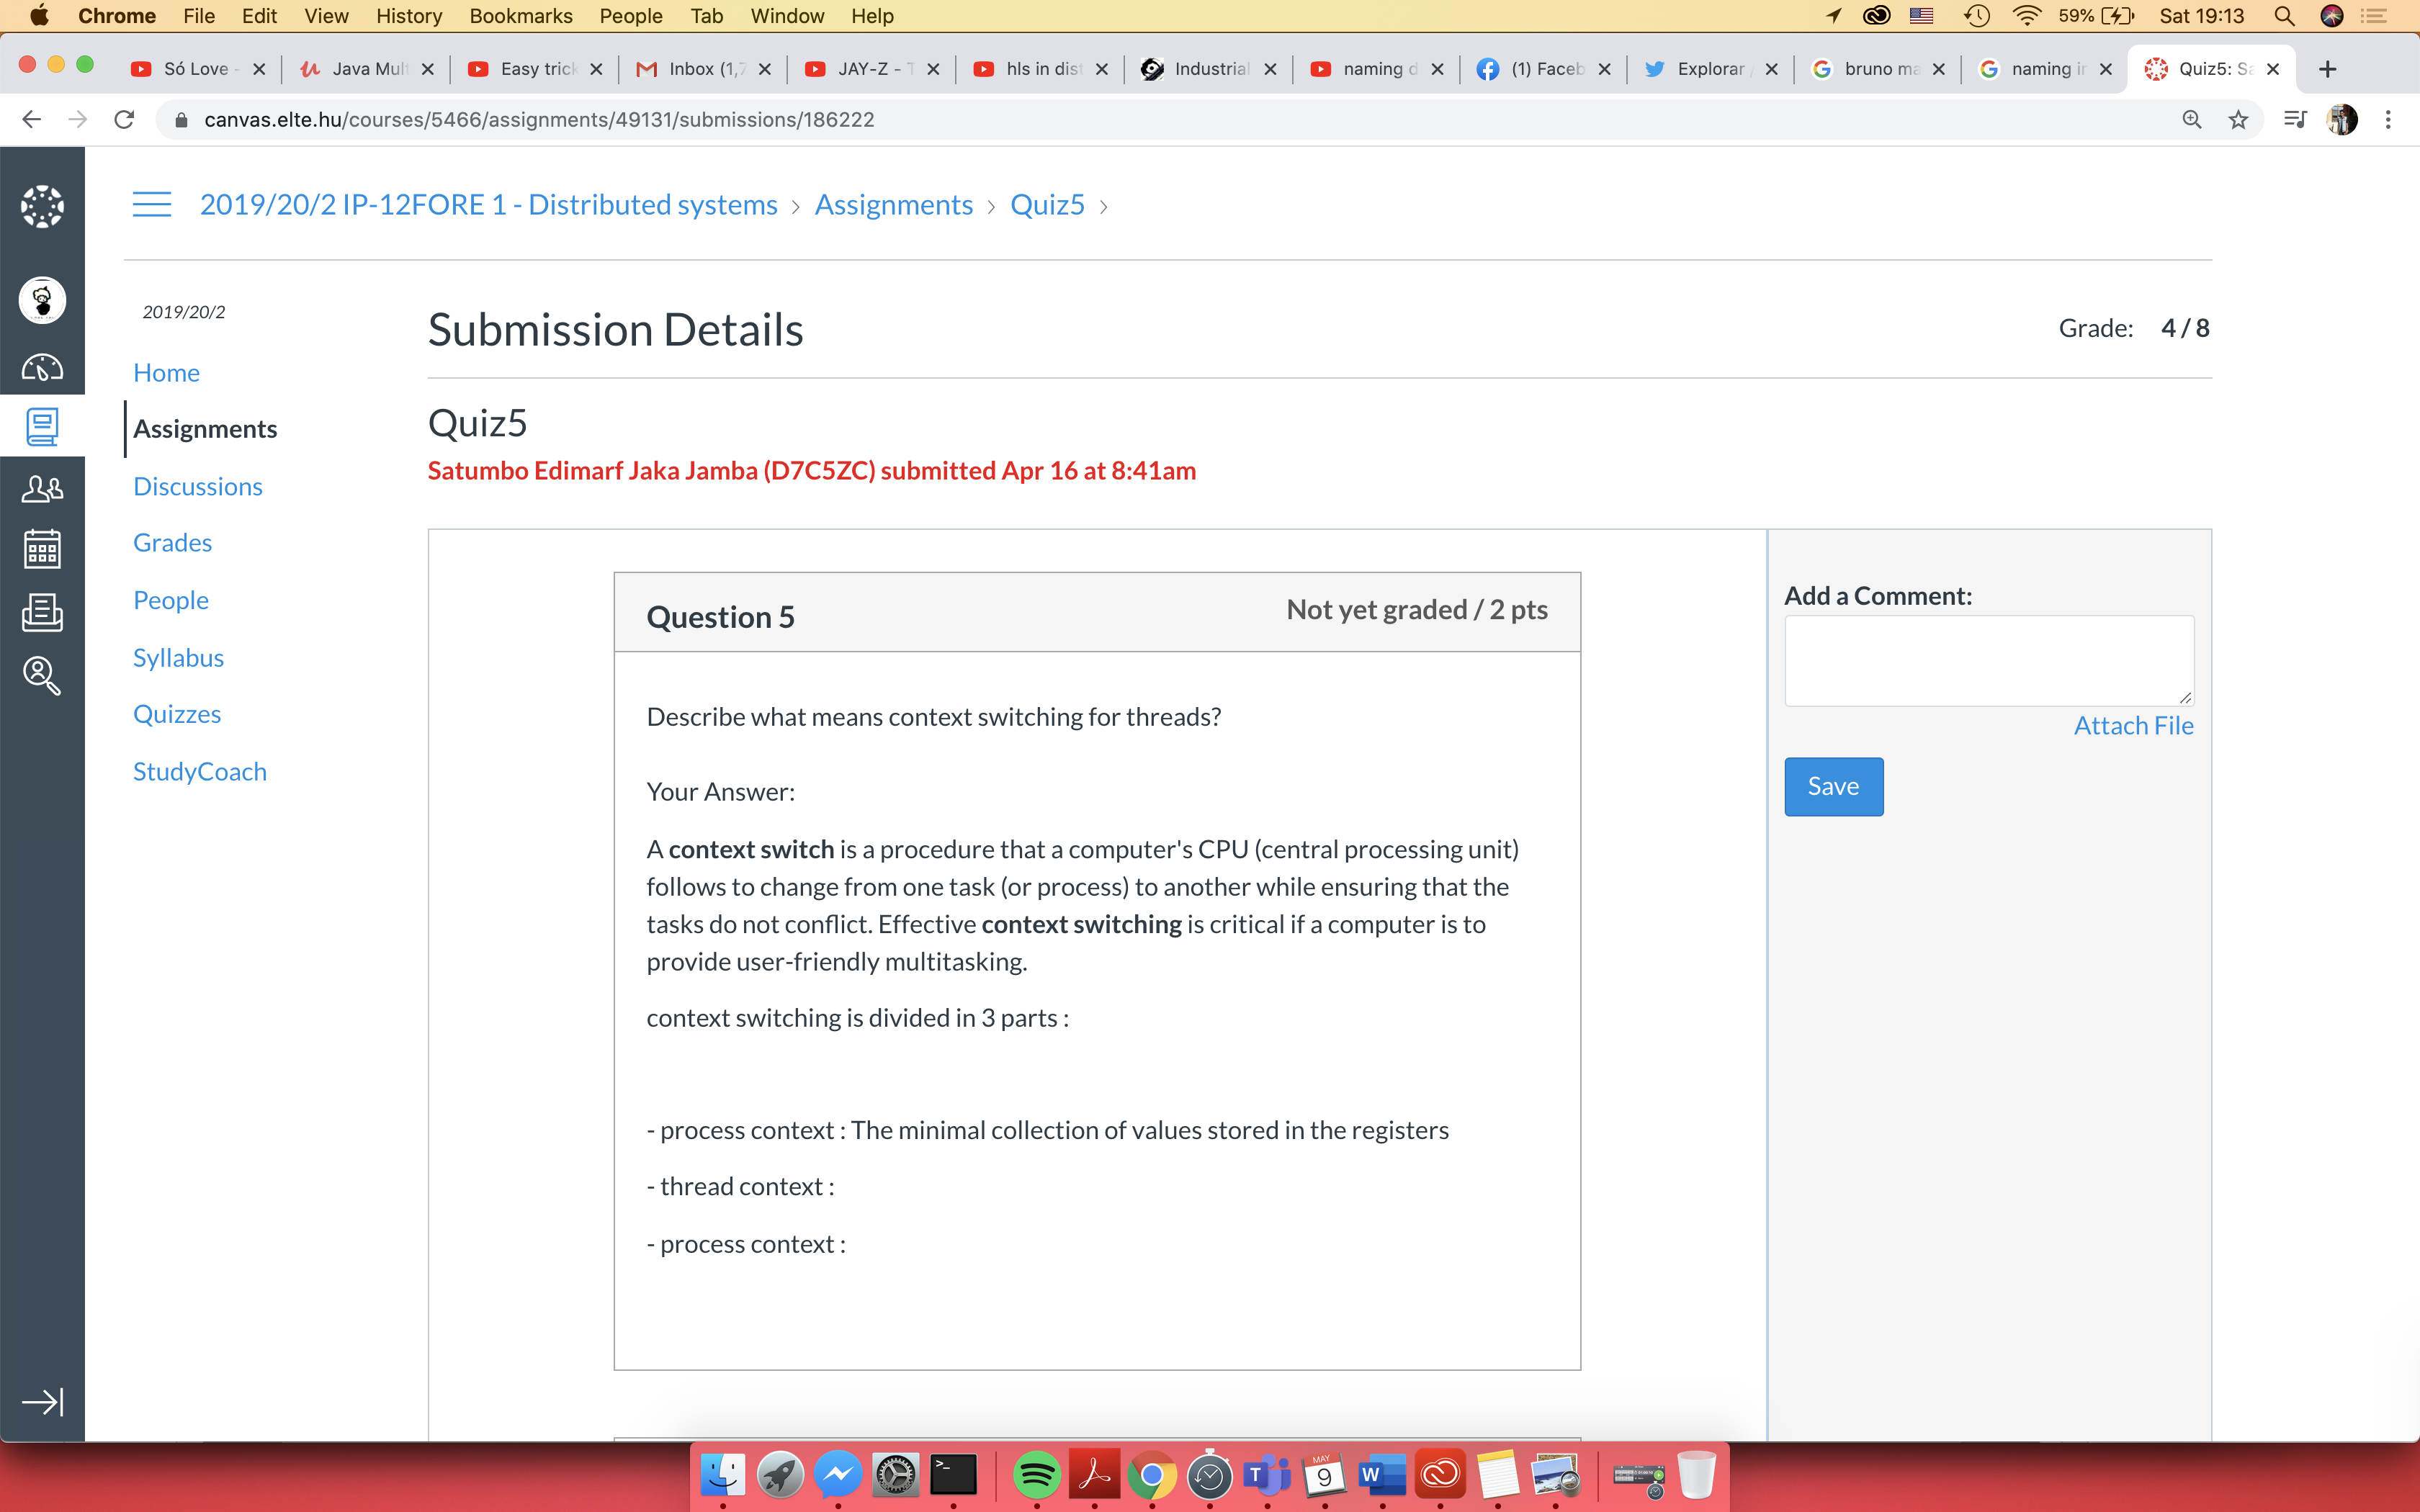 Chrome File Edit View History Bookmarks People Tab Window Help 59% Sat 19:13
Só Love - Java Mult Easy trick Inbox (1,7 JAY-Z - hls in dist Industrial naming d (1) Faceb Explorar bruno ma naming in Quiz5: Sa
canvas.elte.hu/courses/5466/assignments/49131/submissions/186222
2019/20/2 IP-12FORE 1 - Distributed systems › Assignments › Quiz5 ›
2019/20/2
Home
Assignments
Discussions
Grades
People
Syllabus
Quizzes
StudyCoach
Submission Details
Grade: 4 / 8
Quiz5
Satumbo Edimarf Jaka Jamba (D7C5ZC) submitted Apr 16 at 8:41am
Question 5
Not yet graded / 2 pts
Describe what means context switching for threads?
Your Answer:
A context switch is a procedure that a computer's CPU (central processing unit)
follows to change from one task (or process) to another while ensuring that the
tasks do not conflict. Effective context switching is critical if a computer is to
provide user-friendly multitasking.
context switching is divided in 3 parts :
- process context : The minimal collection of values stored in the registers
- thread context :
- process context :
Add a Comment:
Attach File
Save
MAY
9